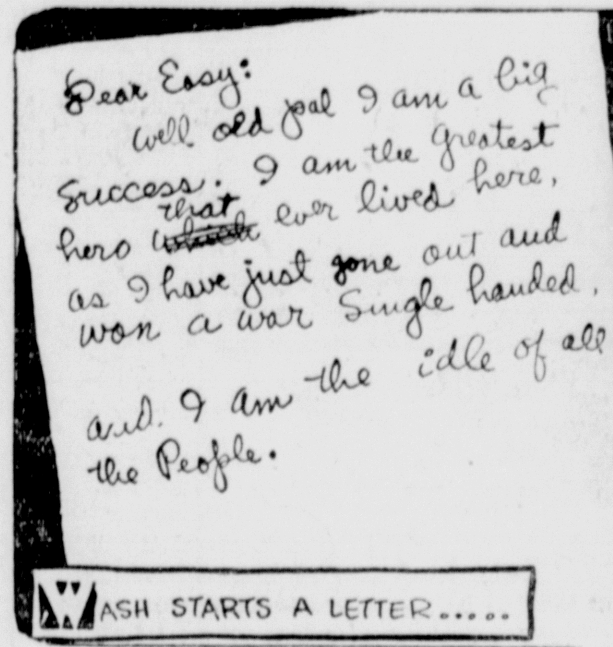 Dear Easy:
well old pal I am a big
Success. I am the greatest
that
hero which ever lived here,
as I have just gone out and
won a war Single handed,
and. I am the idle of all
the People.
WASH STARTS A LETTER.....